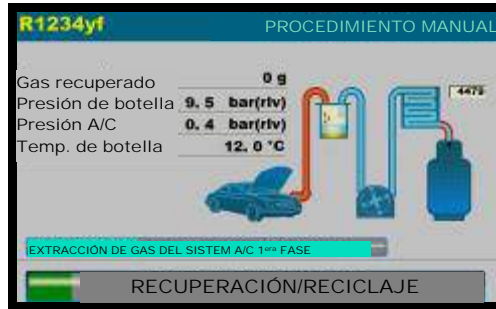 R1234yf
PROCEDIMIENTO MANUAL
Gas recuperado 0 g
Presión de botella 9.5 bar(rlv)
Presión A/C 0.4 bar(rlv)
Temp. de botella 12.0 °C
4479
EXTRACCIÓN DE GAS DEL SISTEM A/C 1era FASE
RECUPERACIÓN/RECICLAJE